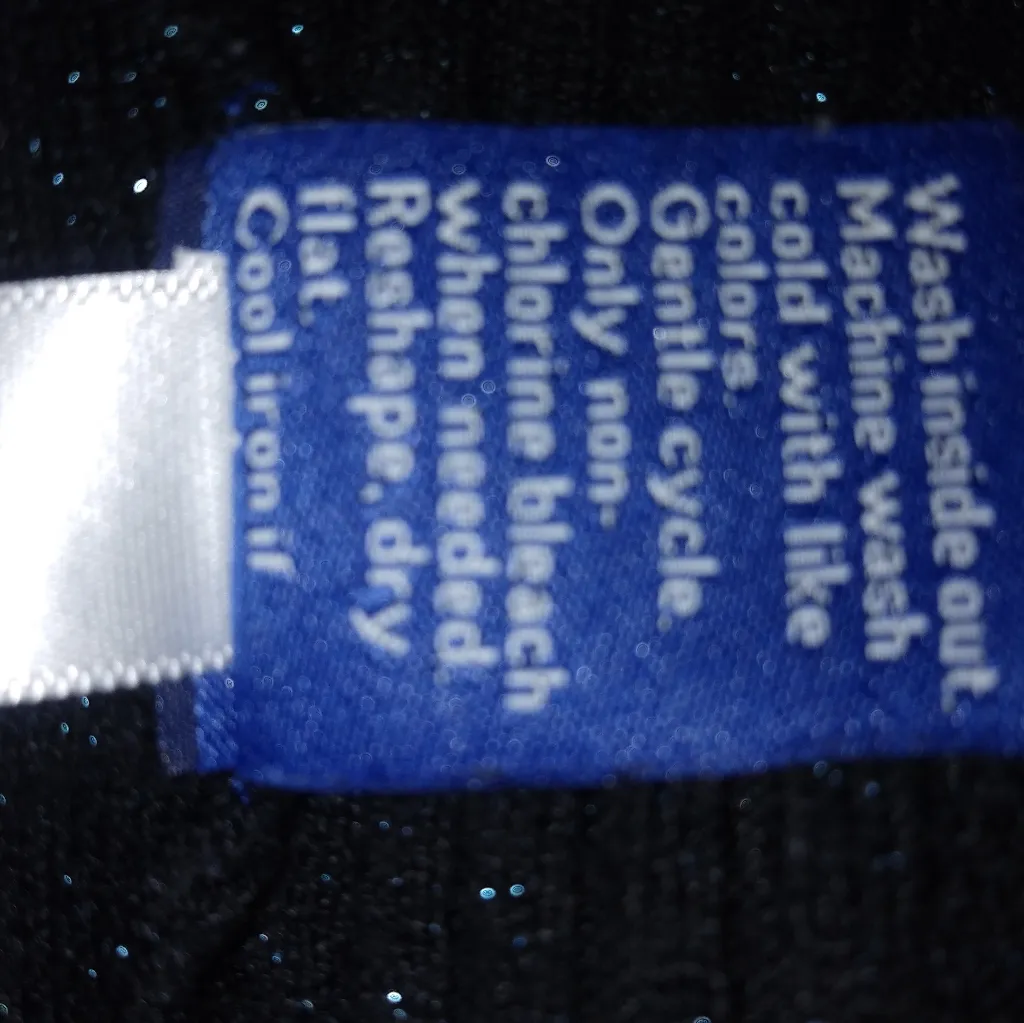 Wash inside out.
Machine wash
cold with like
colors.
Gentle cycle.
Only non-
chlorine bleach
when needed.
Reshape, dry
flat.
Cool iron if